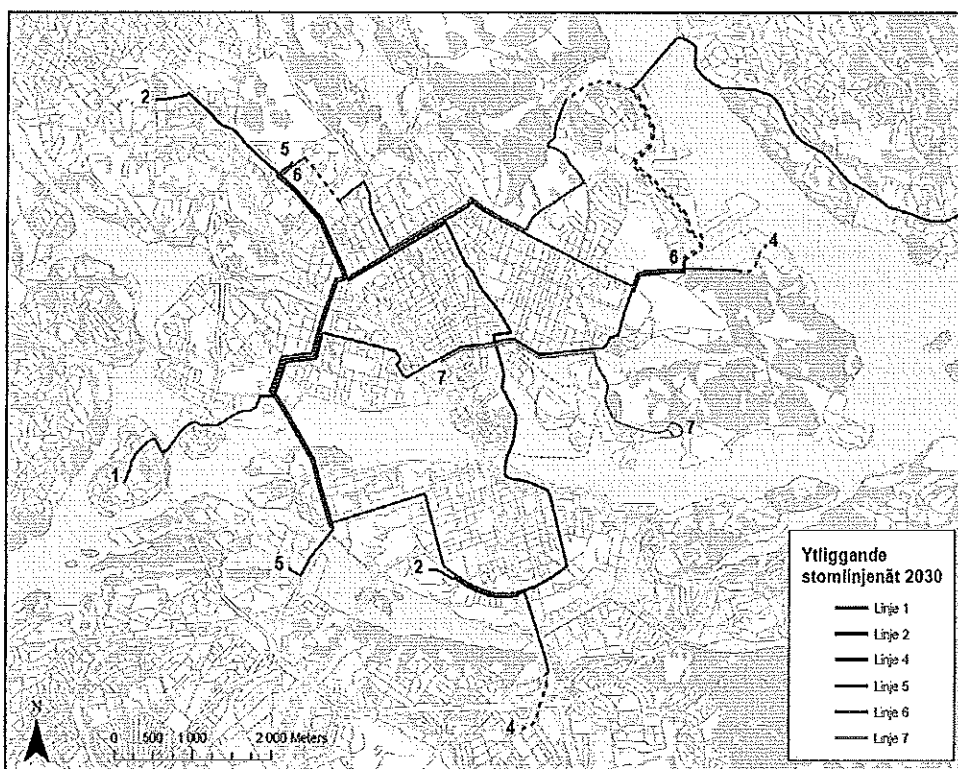 2
5
6
6
4
7
7
1
5
2
4
Ytliggande
stomlinjenät 2030
Linje 1
Linje 2
Linje 4
Linje 5
Linje 6
Linje 7
N
0 500 1 000 2 000 Meters